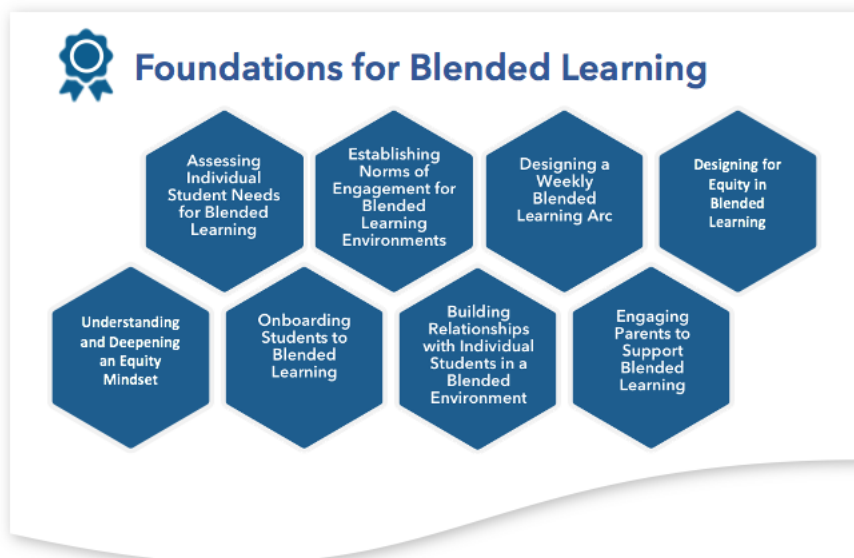 Foundations for Blended Learning
Assessing
Individual
Student Needs
for Blended
Learning
Establishing
Norms of
Engagement for
Blended
Learning
Environments
Designing a
Weekly
Blended
Learning Arc
Designing for
Equity in
Blended
Learning
Understanding
and Deepening
an Equity
Mindset
Onboarding
Students to
Blended
Learning
Building
Relationships
with Individual
Students in a
Blended
Environment
Engaging
Parents to
Support
Blended
Learning